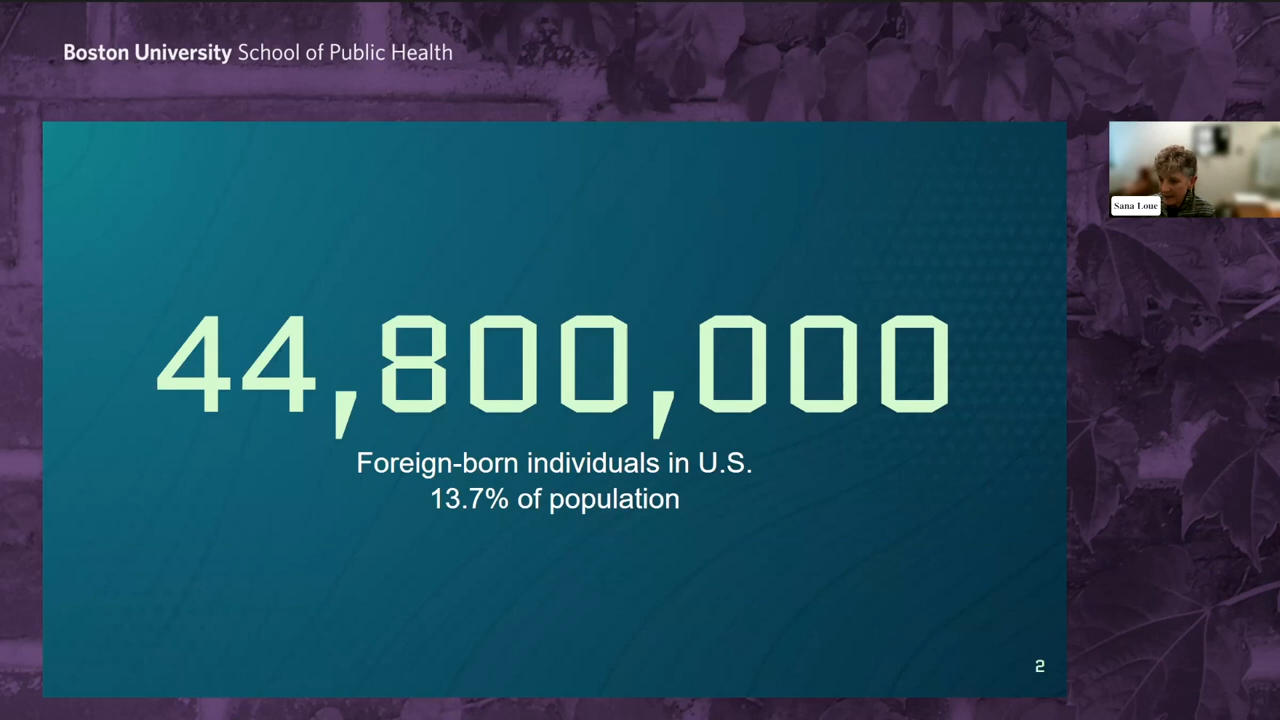 Boston University School of Public Health
Sana Loue
44,800,000
Foreign-born individuals in U.S.
13.7% of population
2